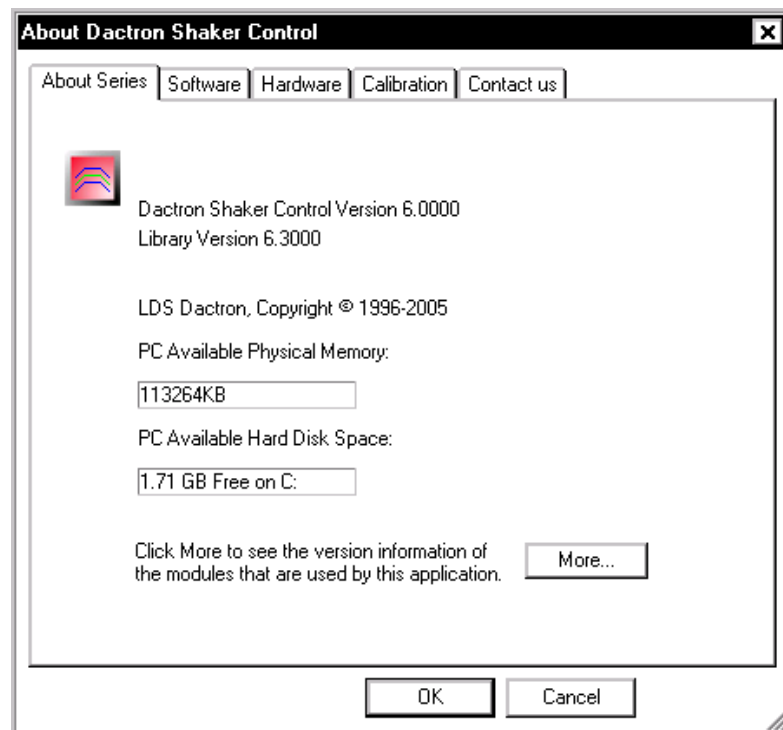 About Dactron Shaker Control
About Series Software Hardware Calibration Contact us
Dactron Shaker Control Version 6.0000
Library Version 6.3000
LDS Dactron, Copyright © 1996-2005
PC Available Physical Memory:
113264KB
PC Available Hard Disk Space:
1.71 GB Free on C:
Click More to see the version information of
the modules that are used by this application.
More...
OK Cancel